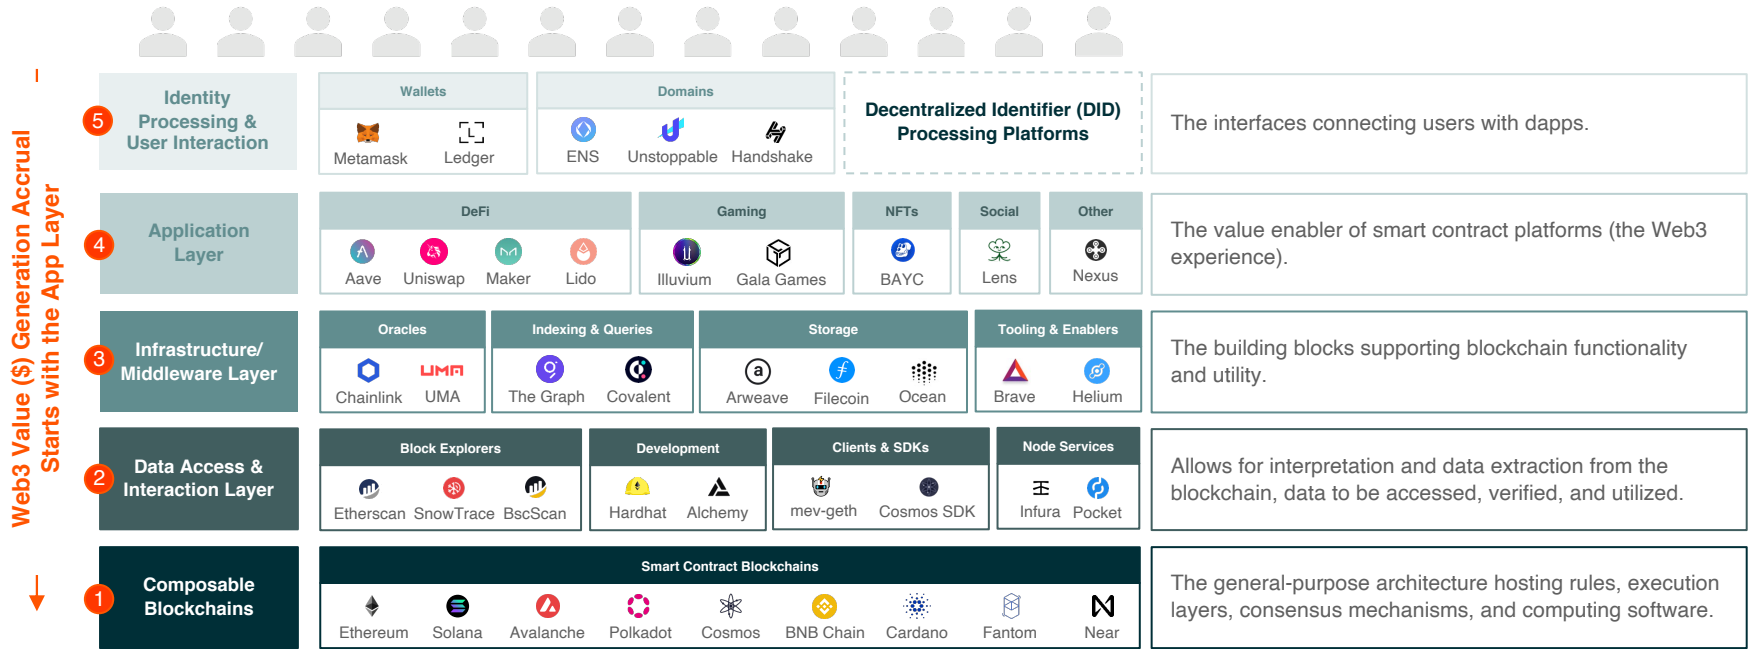 Web3 Value ($) Generation Accrual
Starts with the App Layer
5
Identity
Processing &
User Interaction
Wallets
Metamask
Ledger
Domains
ENS
Unstoppable
Handshake
Decentralized Identifier (DID)
Processing Platforms
The interfaces connecting users with dapps.
4
Application
Layer
DeFi
Aave
Uniswap
Maker
Lido
Gaming
Illuvium
Gala Games
NFTs
BAYC
Social
Lens
Other
Nexus
The value enabler of smart contract platforms (the Web3
experience).
3
Infrastructure/
Middleware Layer
Oracles
Chainlink
UMA
UMA
Indexing & Queries
The Graph
Covalent
Storage
a
Arweave
Filecoin
Ocean
Tooling & Enablers
Brave
Helium
The building blocks supporting blockchain functionality
and utility.
2
Data Access &
Interaction Layer
Block Explorers
Etherscan
SnowTrace
BscScan
Development
Hardhat
Alchemy
Clients & SDKs
mev-geth
Cosmos SDK
Node Services
Infura
Pocket
Allows for interpretation and data extraction from the
blockchain, data to be accessed, verified, and utilized.
1
Composable
Blockchains
Smart Contract Blockchains
Ethereum
Solana
Avalanche
Polkadot
Cosmos
BNB Chain
Cardano
Fantom
Near
The general-purpose architecture hosting rules, execution
layers, consensus mechanisms, and computing software.